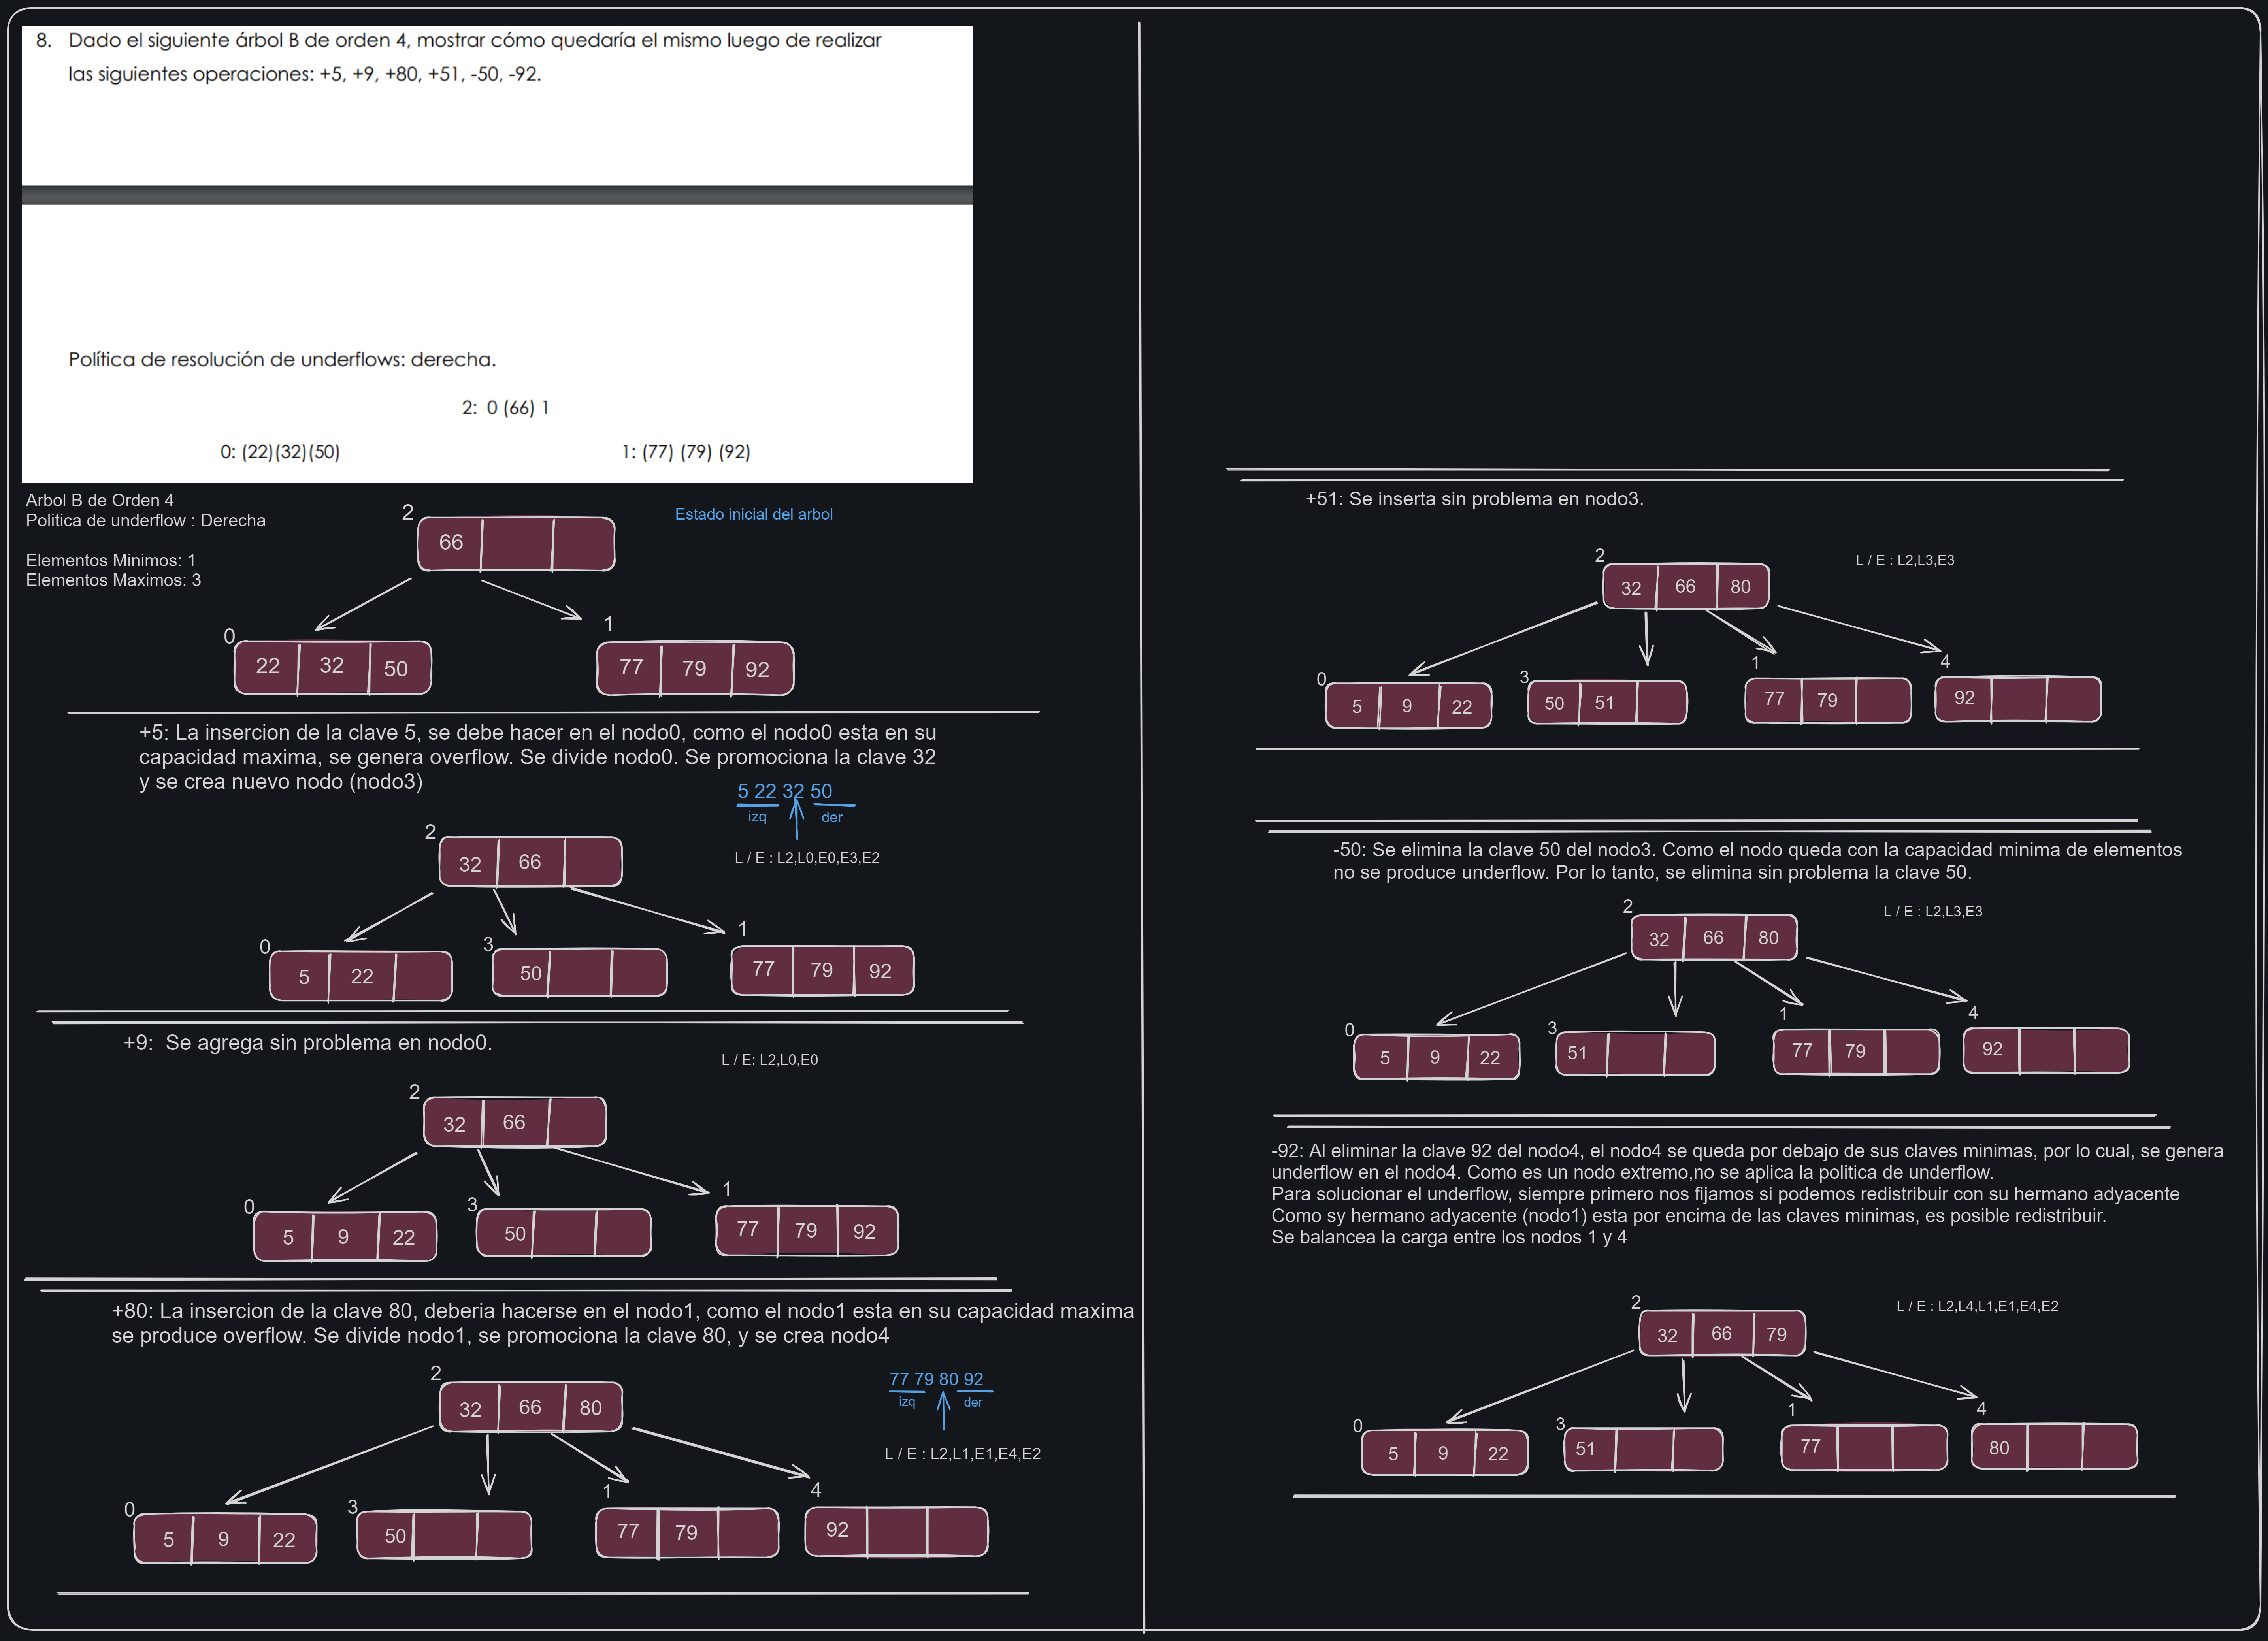 8. Dado el siguiente árbol B de orden 4, mostrar cómo quedaría el mismo luego de realizar
las siguientes operaciones: +5, +9, +80, +51, -50, -92.
Política de resolución de underflows: derecha.
2: 0 (66) 1
0: (22)(32)(50) 1: (77) (79) (92)
Arbol B de Orden 4
Politica de underflow : Derecha
Elementos Minimos: 1
Elementos Maximos: 3
Estado inicial del arbol
2
66
0 1
22 32 50 77 79 92
+5: La insercion de la clave 5, se debe hacer en el nodo0, como el nodo0 esta en su
capacidad maxima, se genera overflow. Se divide nodo0. Se promociona la clave 32
y se crea nuevo nodo (nodo3)
5 22 32 50
izq der
L / E : L2,L0,E0,E3,E2
2
32 66
0 3 1
5 22 50 77 79 92
+9: Se agrega sin problema en nodo0.
L / E: L2,L0,E0
2
32 66
0 3 1
5 9 22 50 77 79 92
+80: La insercion de la clave 80, deberia hacerse en el nodo1, como el nodo1 esta en su capacidad maxima
se produce overflow. Se divide nodo1, se promociona la clave 80, y se crea nodo4
77 79 80 92
izq der
L / E : L2,L1,E1,E4,E2
2
32 66 80
0 3 1 4
5 9 22 50 77 79 92
+51: Se inserta sin problema en nodo3.
L / E : L2,L3,E3
2
32 66 80
0 3 1 4
5 9 22 50 51 77 79 92
-50: Se elimina la clave 50 del nodo3. Como el nodo queda con la capacidad minima de elementos
no se produce underflow. Por lo tanto, se elimina sin problema la clave 50.
L / E : L2,L3,E3
2
32 66 80
0 3 1 4
5 9 22 51 77 79 92
-92: Al eliminar la clave 92 del nodo4, el nodo4 se queda por debajo de sus claves minimas, por lo cual, se genera
underflow en el nodo4. Como es un nodo extremo,no se aplica la politica de underflow.
Para solucionar el underflow, siempre primero nos fijamos si podemos redistribuir con su hermano adyacente
Como sy hermano adyacente (nodo1) esta por encima de las claves minimas, es posible redistribuir.
Se balancea la carga entre los nodos 1 y 4
L / E : L2,L4,L1,E1,E4,E2
2
32 66 79
0 3 1 4
5 9 22 51 77 80